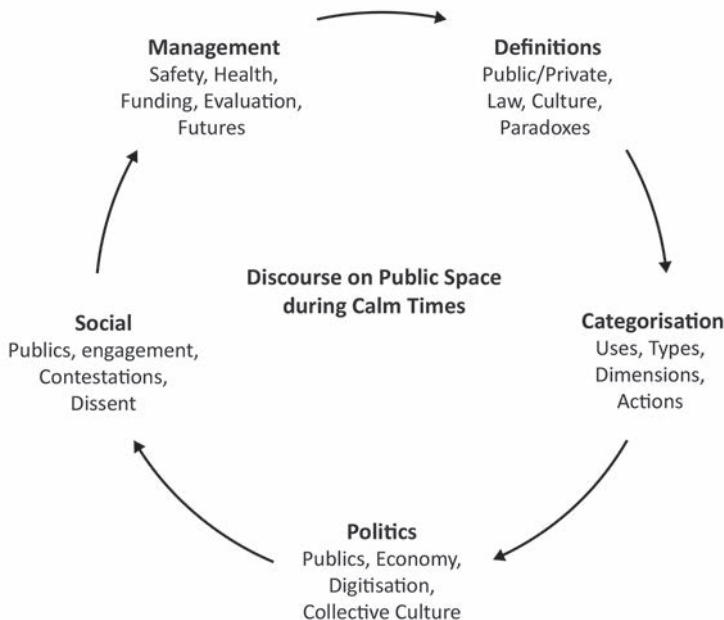 Management
Safety, Health,
Funding, Evaluation,
Futures
Definitions
Public/Private,
Law, Culture,
Paradoxes
Discourse on Public Space
during Calm Times
Social
Publics, engagement,
Contestations,
Dissent
Categorisation
Uses, Types,
Dimensions,
Actions
Politics
Publics, Economy,
Digitisation,
Collective Culture